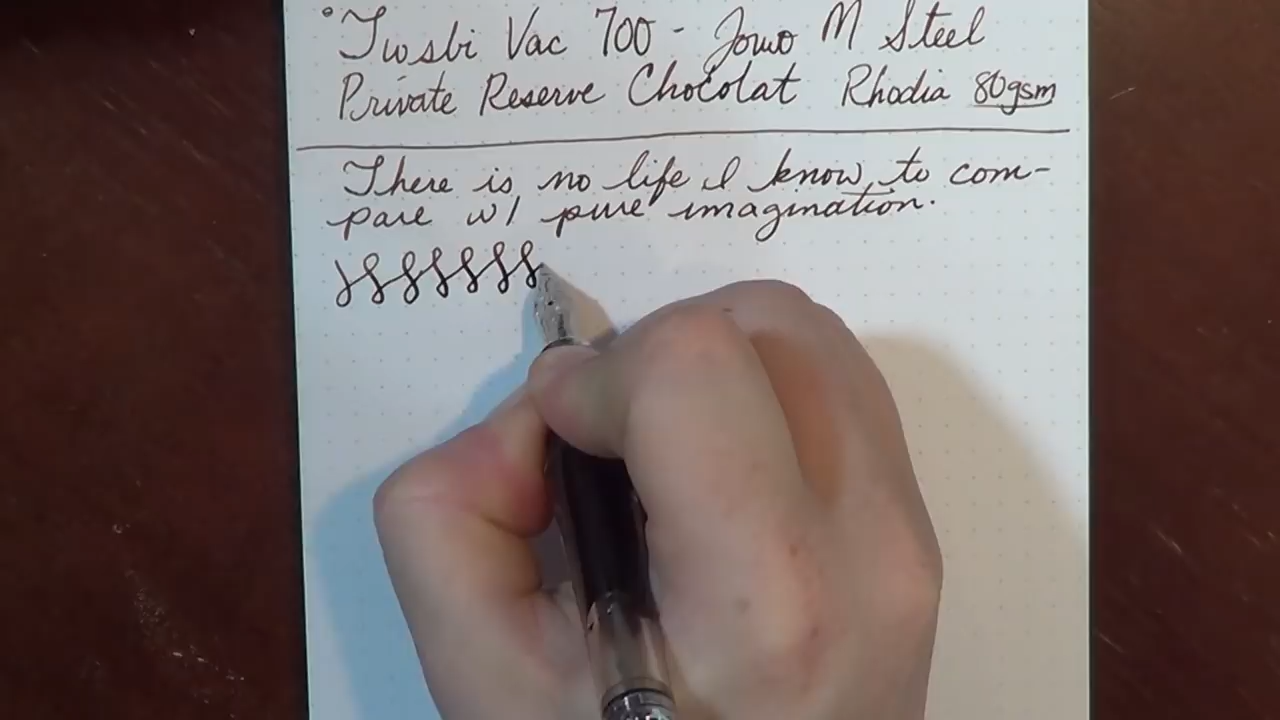 Twsbi Vac 700 - Jowo M Steel
Private Reserve Chocolat Rhodia 80gsm
There is no life I know to com-
pare w/ pure imagination.